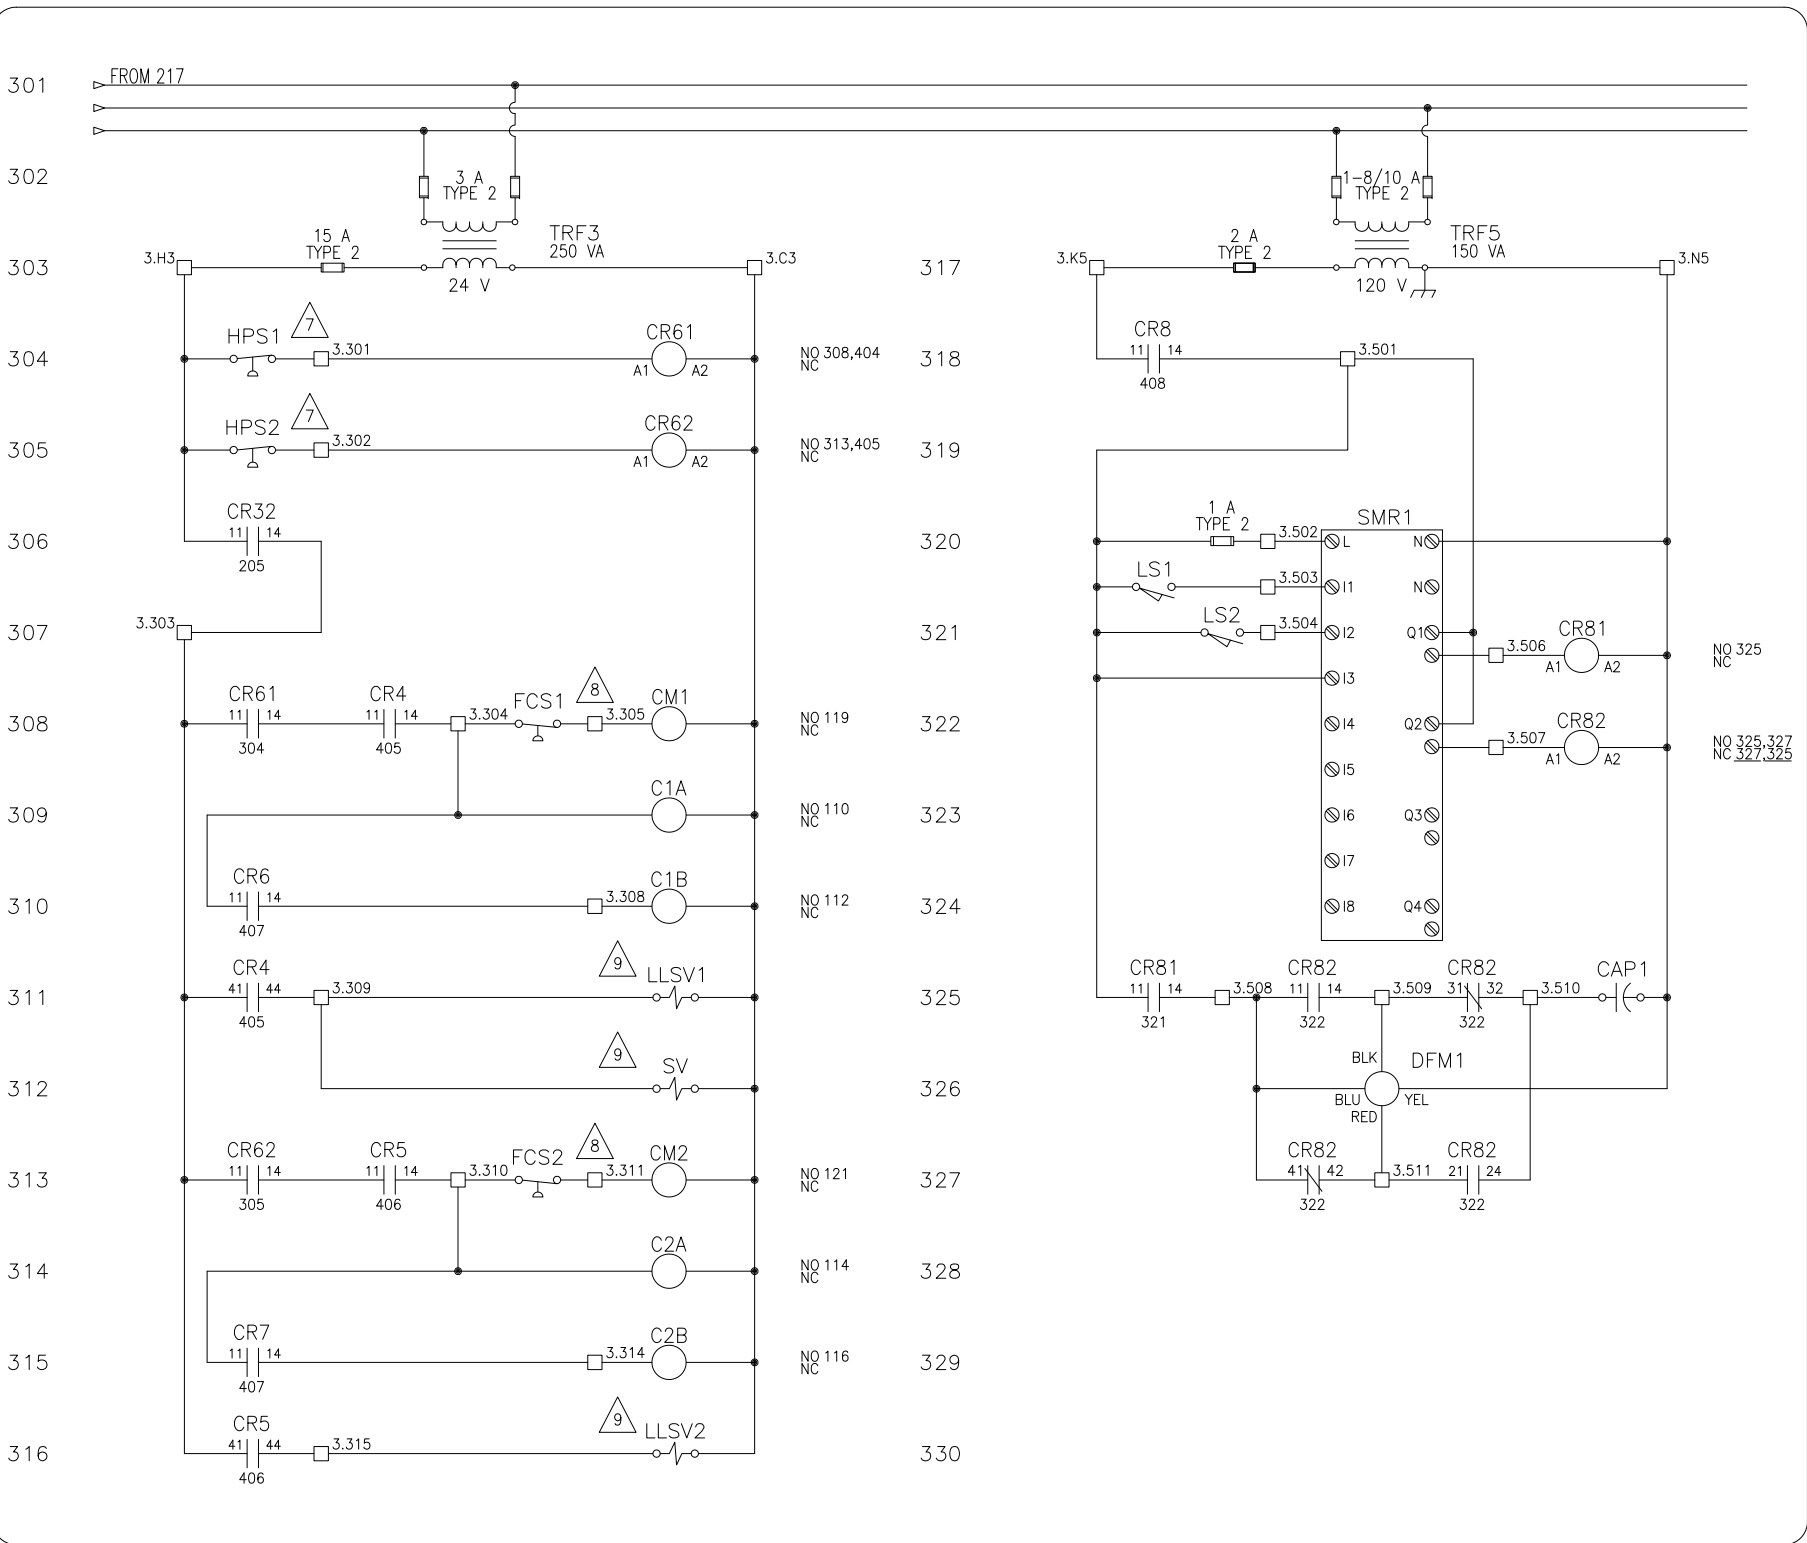 301
FROM 217
302
3 A
TYPE 2
1-8/10 A
TYPE 2
303
3.H3
15 A
TYPE 2
24 V
TRF3
250 VA
3.C3
304
HPS1
7
3.301
CR61
A1
A2
NO 308,404
NC
305
HPS2
7
3.302
CR62
A1
A2
NO 313,405
NC
306
CR32
11
14
205
307
3.303
308
CR61
11
14
304
CR4
11
14
405
3.304
FCS1
8
3.305
CM1
NO 119
NC
309
C1A
NO 110
NC
310
CR6
11
14
407
3.308
C1B
NO 112
NC
311
CR4
41
44
405
3.309
9
LLSV1
312
9
SV
313
CR62
11
14
305
CR5
11
14
406
3.310
FCS2
8
3.311
CM2
NO 121
NC
314
C2A
NO 114
NC
315
CR7
11
14
407
3.314
C2B
NO 116
NC
316
CR5
41
44
406
3.315
9
LLSV2
317
3.K5
2 A
TYPE 2
120 V
TRF5
150 VA
3.N5
318
CR8
11
14
408
3.501
319
320
1 A
TYPE 2
3.502
SMR1
L
N
LS1
3.503
I1
N
321
LS2
3.504
I2
Q1
3.506
CR81
A1
A2
NO 325
NC
I3
322
I4
Q2
3.507
CR82
A1
A2
NO 325,327
NC 327,325
I5
323
I6
Q3
I7
324
I8
Q4
325
CR81
11
14
321
3.508
CR82
11
14
322
3.509
CR82
31
32
322
3.510
CAP1
326
BLK
DFM1
BLU
YEL
RED
327
CR82
41
42
322
3.511
CR82
21
24
322
328
329
330